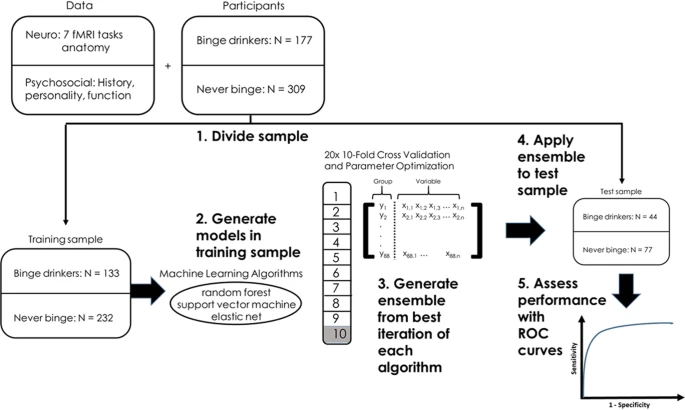 Data
Participants
Neuro: 7 fMRI tasks
anatomy
Psychosocial: History,
personality, function
+
Binge drinkers: N = 177
Never binge: N = 309
1. Divide sample
Training sample
Binge drinkers: N = 133
Never binge: N = 232
2. Generate
models in
training sample
Machine Learning Algorithms
random forest
support vector machine
elastic net
20x 10-Fold Cross Validation
and Parameter Optimization
1
2
3
4
5
6
7
8
9
10
Group
Variable
y1 x1,1 x1,2 x1,3 ... x1,n
y2 x2,1 x2,2 x2,3 ... x2,n
.
.
.
y88 x88,1 ... x88,n
3. Generate
ensemble
from best
iteration of
each
algorithm
4. Apply
ensemble
to test
sample
Test sample
Binge drinkers: N = 44
Never binge: N = 77
5. Assess
performance
with
ROC
curves
Sensitivity
1 - Specificity